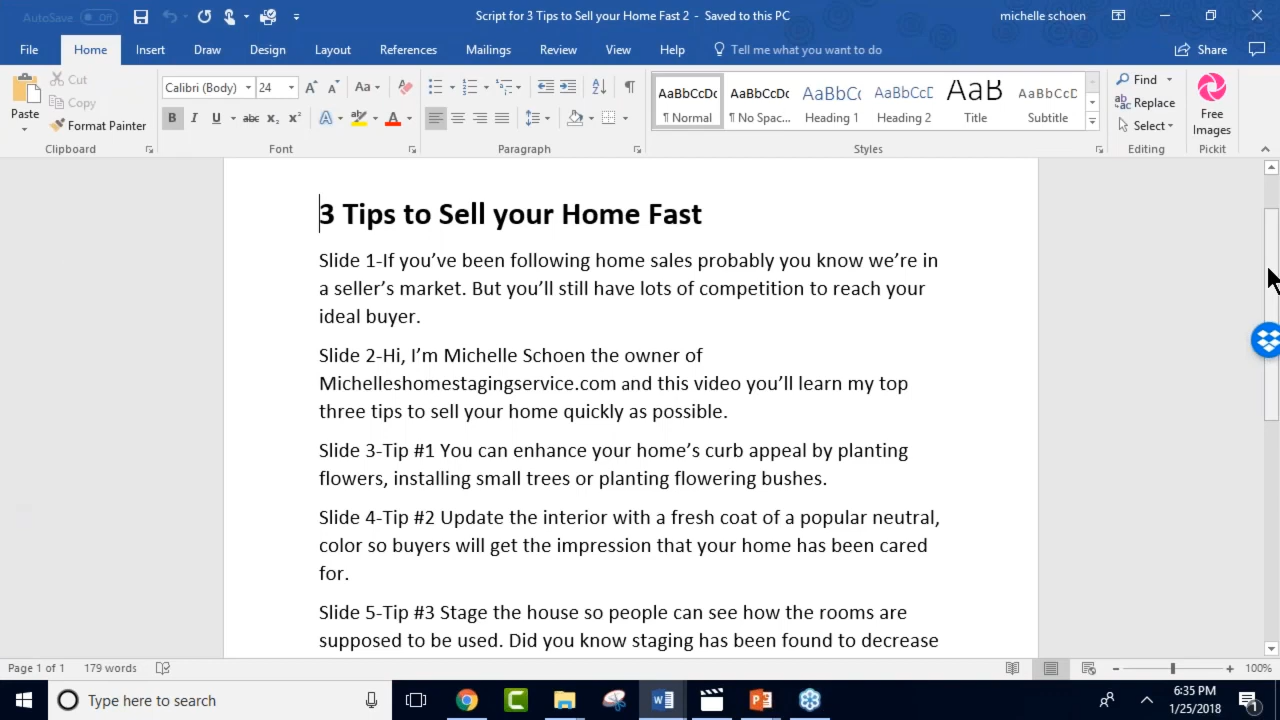 AutoSave Off
Script for 3 Tips to Sell your Home Fast 2 - Saved to this PC
michelle schoen
File Home Insert Draw Design Layout References Mailings Review View Help Tell me what you want to do Share
Paste
Cut
Copy
Format Painter
Clipboard
Calibri (Body) 24
Aa
B I U abc x₂ x² A A
Font
Paragraph
AaBbCcDc AaBbCcDc AaBbCc AaBbCcD AaB AaBbCcD
¶ Normal ¶ No Spac... Heading 1 Heading 2 Title Subtitle
Styles
Find
Replace
Select
Editing
Free
Images
Pickit
3 Tips to Sell your Home Fast
Slide 1-If you’ve been following home sales probably you know we’re in
a seller’s market. But you’ll still have lots of competition to reach your
ideal buyer.
Slide 2-Hi, I’m Michelle Schoen the owner of
Michelleshomestagingservice.com and this video you’ll learn my top
three tips to sell your home quickly as possible.
Slide 3-Tip #1 You can enhance your home’s curb appeal by planting
flowers, installing small trees or planting flowering bushes.
Slide 4-Tip #2 Update the interior with a fresh coat of a popular neutral,
color so buyers will get the impression that your home has been cared
for.
Slide 5-Tip #3 Stage the house so people can see how the rooms are
supposed to be used. Did you know staging has been found to decrease
Page 1 of 1 179 words 100%
Type here to search
6:35 PM
1/25/2018
1